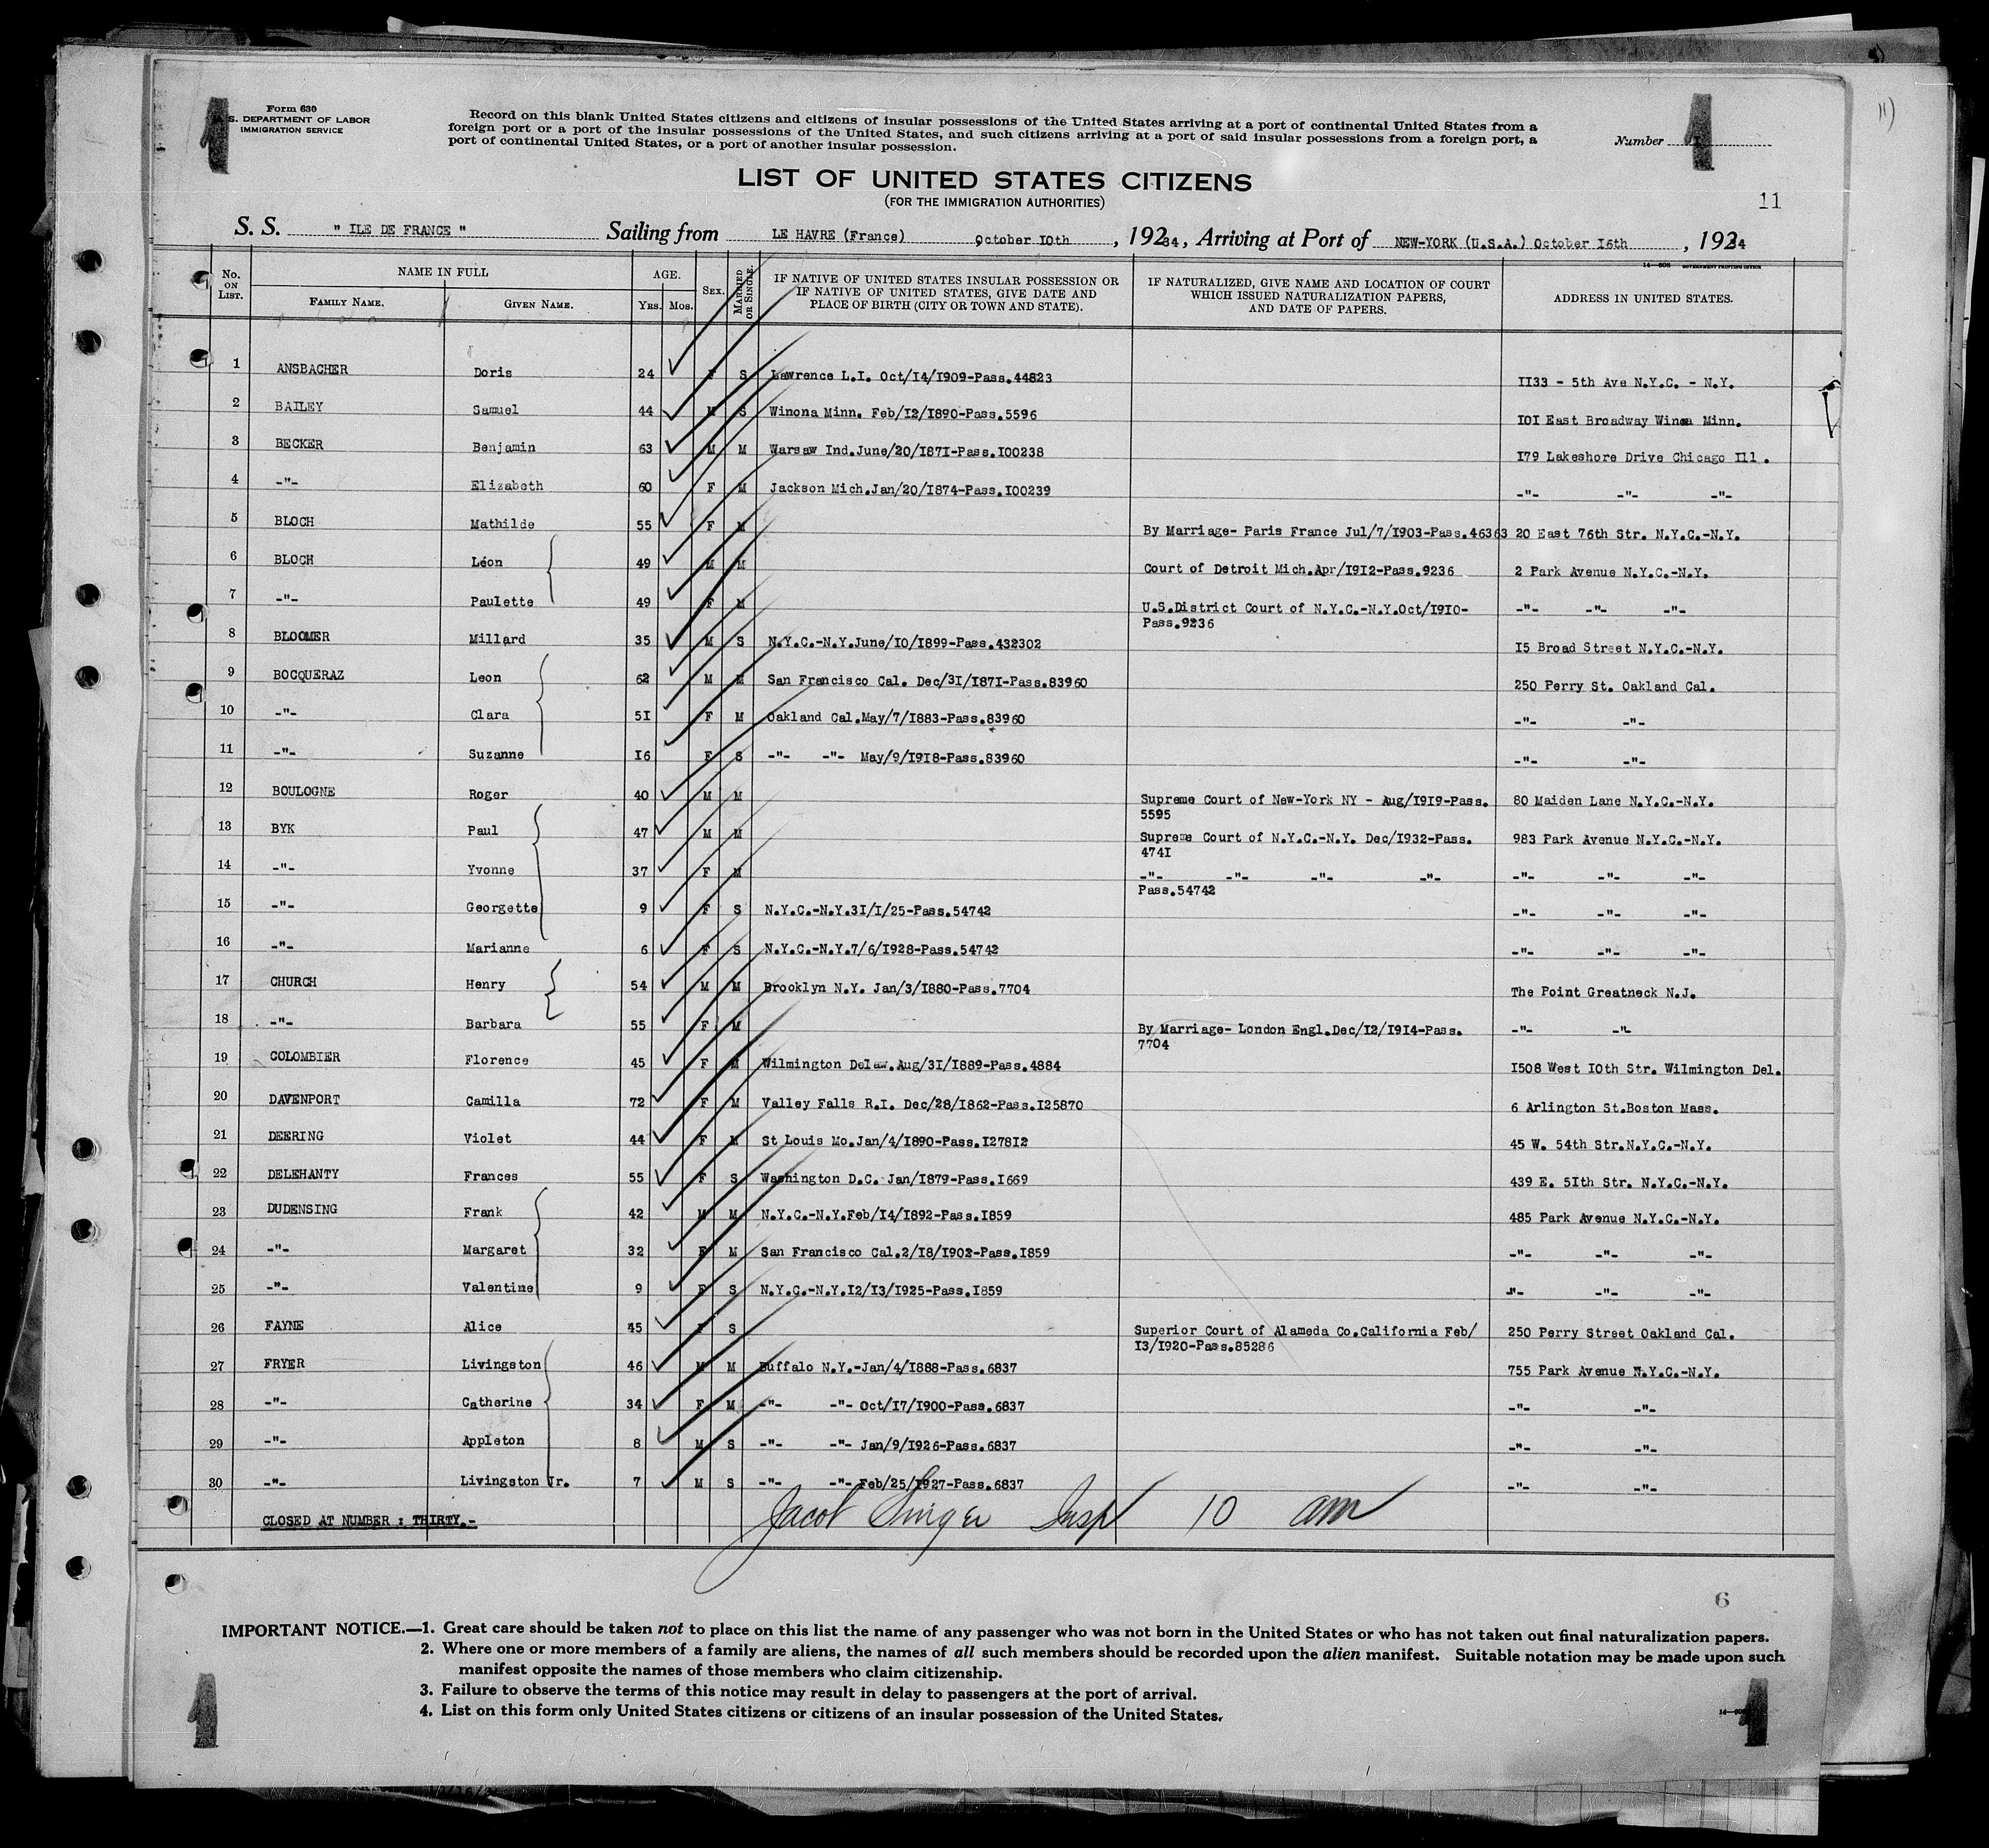 Form 630
U.S. DEPARTMENT OF LABOR
IMMIGRATION SERVICE
Record on this blank United States citizens and citizens of insular possessions of the United States arriving at a port of continental United States from a
foreign port or a port of the insular possessions of the United States, and such citizens arriving at a port of said insular possessions from a foreign port, a
port of continental United States, or a port of another insular possession.
Number
1
1
11)
LIST OF UNITED STATES CITIZENS
(FOR THE IMMIGRATION AUTHORITIES)
11
S. S. " ILE DE FRANCE " Sailing from LE HAVRE (France) October 10th , 19234, Arriving at Port of NEW-YORK (U.S.A.) October 16th , 1934
14—808 GOVERNMENT PRINTING OFFICE
No. ON LIST. NAME IN FULL FAMILY NAME. GIVEN NAME. AGE. Yrs. Mos. SEX. MARRIED OR SINGLE. IF NATIVE OF UNITED STATES INSULAR POSSESSION OR IF NATIVE OF UNITED STATES, GIVE DATE AND PLACE OF BIRTH (CITY OR TOWN AND STATE). IF NATURALIZED, GIVE NAME AND LOCATION OF COURT WHICH ISSUED NATURALIZATION PAPERS, AND DATE OF PAPERS. ADDRESS IN UNITED STATES.
1 ANSBACHER Doris 24 F S Lawrence L.I. Oct/14/1909-Pass.44823 1133 - 5th Ave N.Y.C. - N.Y.
2 BAILEY Samuel 44 M S Winona Minn. Feb/12/1890-Pass.5596 101 East Broadway Winoa Minn.
3 BECKER Benjamin 63 M M Warsaw Ind.June/20/1871-Pass.100238 179 Lakeshore Drive Chicago Ill.
4 -"- Elizabeth 60 F M Jackson Mich.Jan/20/1874-Pass.100239 -"- -"- -"-
5 BLOCH Mathilde 55 F M By Marriage- Paris France Jul/7/1903-Pass.46363 20 East 76th Str. N.Y.C.-N.Y.
6 BLOCH Léon 49 M M Court of Detroit Mich.Apr/1912-Pass.9236 2 Park Avenue N.Y.C.-N.Y.
7 -"- Paulette 49 F M U.S.District Court of N.Y.C.-N.Y.Oct/1910- -"- -"- -"-
Pass.9236
8 BLOOMER Millard 35 M S N.Y.C.-N.Y.June/10/1899-Pass.432302 15 Broad Street N.Y.C.-N.Y.
9 BOCQUERAZ Leon 62 M M San Francisco Cal. Dec/31/1871-Pass.83960 250 Perry St. Oakland Cal.
10 -"- Clara 51 F M Oakland Cal.May/7/1883-Pass.83960 -"- -"-
11 -"- Suzanne 16 F S -"- -"- May/9/1918-Pass.83960 -"- -"-
12 BOULOGNE Roger 40 M M Supreme Court of New-York NY - Aug/1919-Pass. 80 Maiden Lane N.Y.C.-N.Y.
5595
13 BYK Paul 47 M M Supreme Court of N.Y.C.-N.Y. Dec/1932-Pass. 983 Park Avenue N.Y.C.-N.Y.
4741
14 -"- Yvonne 37 F M -"- -"- -"- -"- -"- -"- -"-
Pass.54742
15 -"- Georgette 9 F S N.Y.C.-N.Y.31/1/25-Pass.54742 -"- -"- -"-
16 -"- Marianne 6 F S N.Y.C.-N.Y.7/6/1928-Pass.54742 -"- -"- -"-
17 CHURCH Henry 54 M M Brooklyn N.Y. Jan/3/1880-Pass.7704 The Point Greatneck N.J.
18 -"- Barbara 55 F M By Marriage- London Engl.Dec/12/1914-Pass. -"- -"-
7704
19 COLOMBIER Florence 45 F M Wilmington Delaw.Aug/31/1889-Pass.4884 1508 West 10th Str. Wilmington Del.
20 DAVENPORT Camilla 72 F M Valley Falls R.I. Dec/28/1862-Pass.125870 6 Arlington St.Boston Mass.
21 DEERING Violet 44 F M St Louis Mo.Jan/4/1890-Pass.127812 45 W. 54th Str.N.Y.C.-N.Y.
22 DELEHANTY Frances 55 F S Washington D.C. Jan/1879-Pass.1669 439 E. 51th Str. N.Y.C.-N.Y.
23 DUDENSING Frank 42 M M N.Y.C.-N.Y.Feb/14/1892-Pass.1859 485 Park Avenue N.Y.C.-N.Y.
24 -"- Margaret 32 F M San Francisco Cal.2/18/1902-Pass.1859 -"- -"- -"-
25 -"- Valentine 9 F S N.Y.C.-N.Y.12/13/1925-Pass.1859 -"- -"- -"-
26 FAYNE Alice 45 F S Superior Court of Alameda Co.California Feb/ 250 Perry Street Oakland Cal.
13/1920-Pass.85286
27 FRYER Livingston 46 M M Buffalo N.Y.-Jan/4/1888-Pass.6837 755 Park Avenue N.Y.C.-N.Y.
28 -"- Catherine 34 F M -"- -"- Oct/17/1900-Pass.6837 -"- -"-
29 -"- Appleton 8 M S -"- -"- Jan/9/1926-Pass.6837 -"- -"-
30 -"- Livingston Jr. 7 M S -"- -"- Feb/25/1927-Pass.6837 -"- -"-
CLOSED AT NUMBER : THIRTY.-
Jacob Singer Insp 10 am
6
IMPORTANT NOTICE.—1. Great care should be taken not to place on this list the name of any passenger who was not born in the United States or who has not taken out final naturalization papers.
2. Where one or more members of a family are aliens, the names of all such members should be recorded upon the alien manifest. Suitable notation may be made upon such
manifest opposite the names of those members who claim citizenship.
3. Failure to observe the terms of this notice may result in delay to passengers at the port of arrival.
4. List on this form only United States citizens or citizens of an insular possession of the United States.
1
1